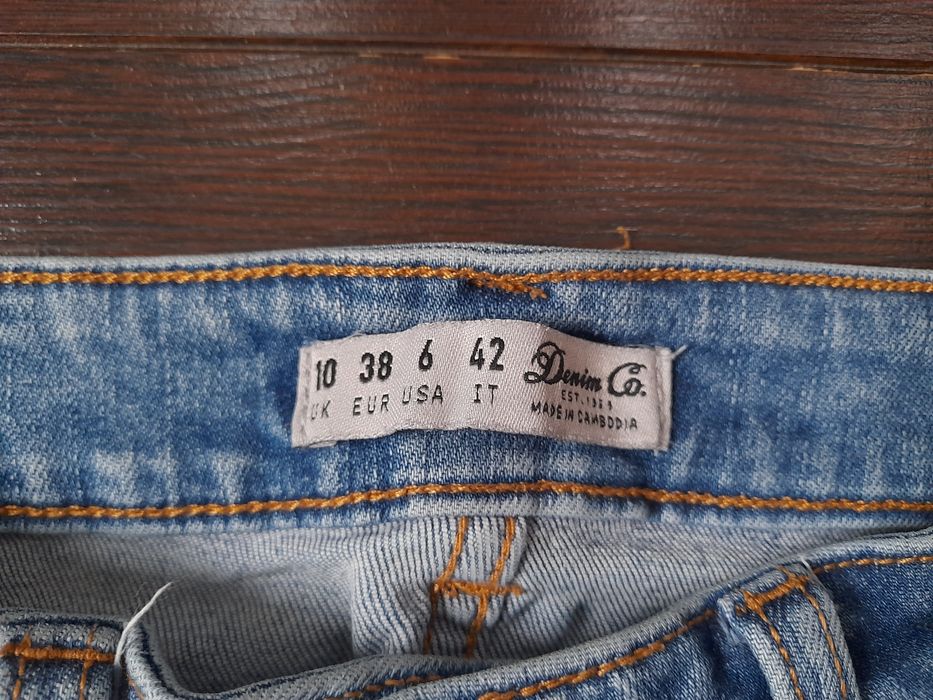 10 38 6 42
UK EUR USA IT
Denim Co.
EST. 1969
MADE IN CAMBODIA